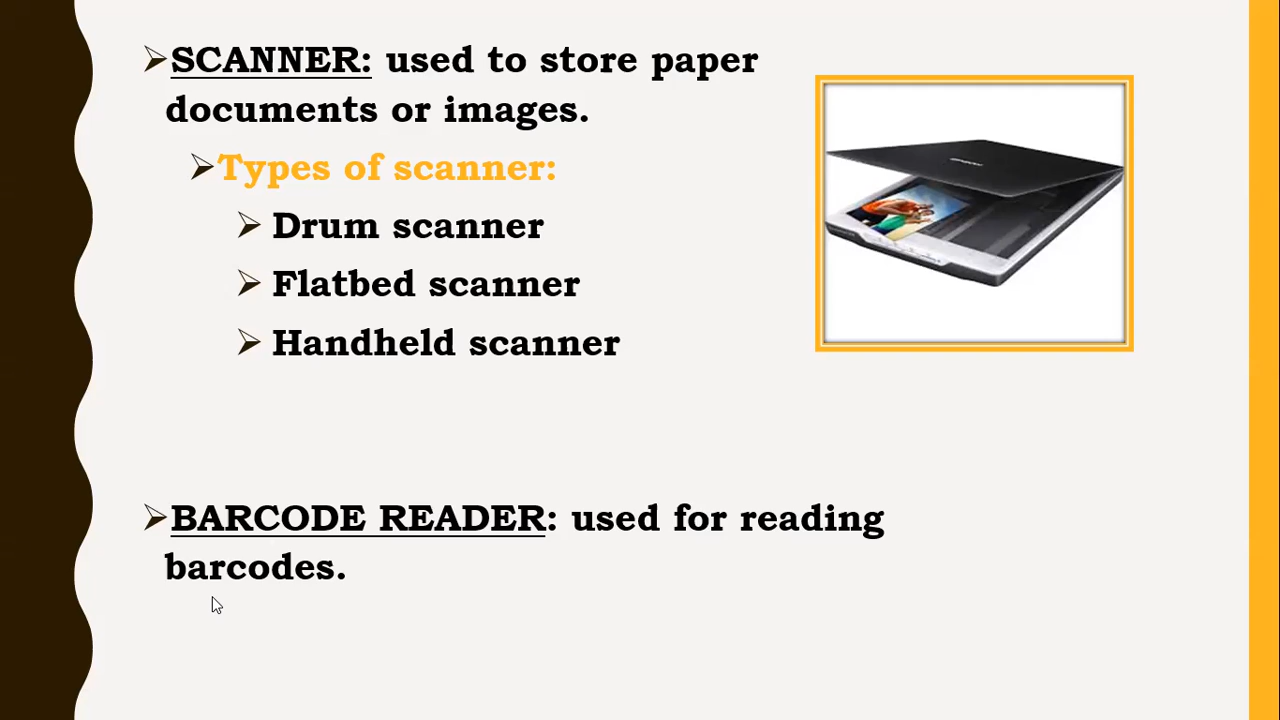 SCANNER: used to store paper
documents or images.
Types of scanner:
Drum scanner
Flatbed scanner
Handheld scanner
BARCODE READER: used for reading
barcodes.